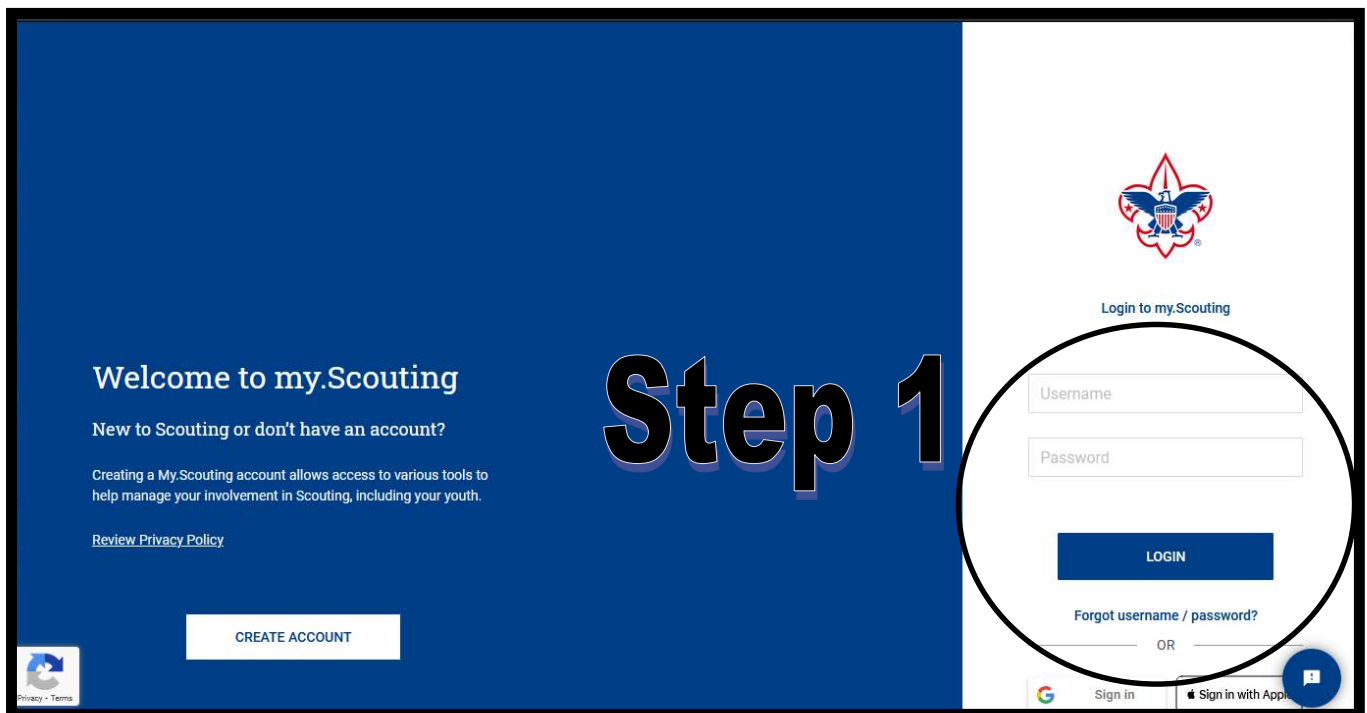 Welcome to my.Scouting
New to Scouting or don't have an account?
Creating a My.Scouting account allows access to various tools to
help manage your involvement in Scouting, including your youth.
Review Privacy Policy
CREATE ACCOUNT
Privacy - Terms
Step 1
Login to my.Scouting
Username
Password
LOGIN
Forgot username / password?
OR
Sign in
Sign in with Appl